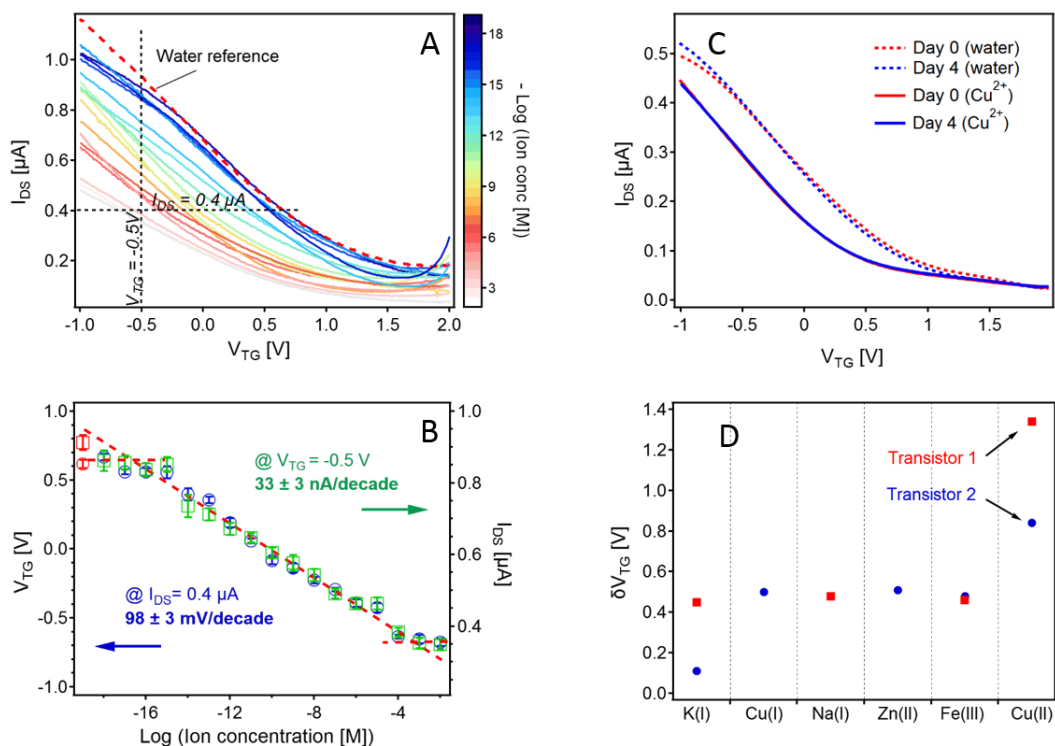 A
Water reference
I_DS = 0.4 µA
V_TG = -0.5V
I_DS [µA]
1.0
0.8
0.6
0.4
0.2
-1.0
-0.5
0.0
0.5
1.0
1.5
2.0
V_TG [V]
18
15
12
9
6
3
- Log (Ion conc [M])
C
Day 0 (water)
Day 4 (water)
Day 0 (Cu²⁺)
Day 4 (Cu²⁺)
I_DS [µA]
0.5
0.4
0.3
0.2
0.1
0.0
-1
-0.5
0
0.5
1
1.5
V_TG [V]
B
@ V_TG = -0.5 V
33 ± 3 nA/decade
@ I_DS= 0.4 µA
98 ± 3 mV/decade
V_TG [V]
1.0
0.5
0.0
-0.5
-1.0
1.0
0.8
0.6
0.4
I_DS [µA]
-16
-12
-8
-4
Log (Ion concentration [M])
D
Transistor 1
Transistor 2
δV_TG [V]
1.4
1.2
1.0
0.8
0.6
0.4
0.2
0.0
K(I)
Cu(I)
Na(I)
Zn(II)
Fe(III)
Cu(II)